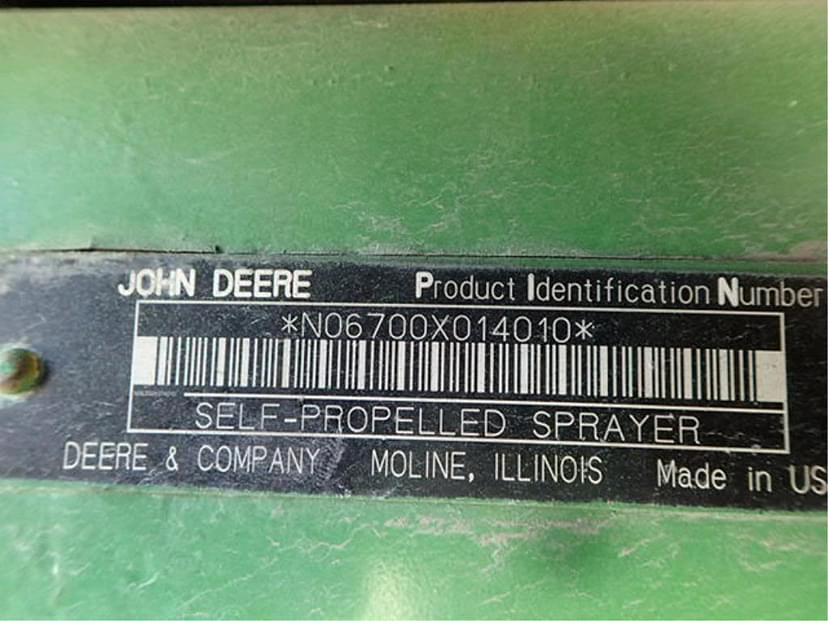 JOHN DEERE Product Identification Number
*N06700X014010*
SELF-PROPELLED SPRAYER
DEERE & COMPANY MOLINE, ILLINOIS Made in US